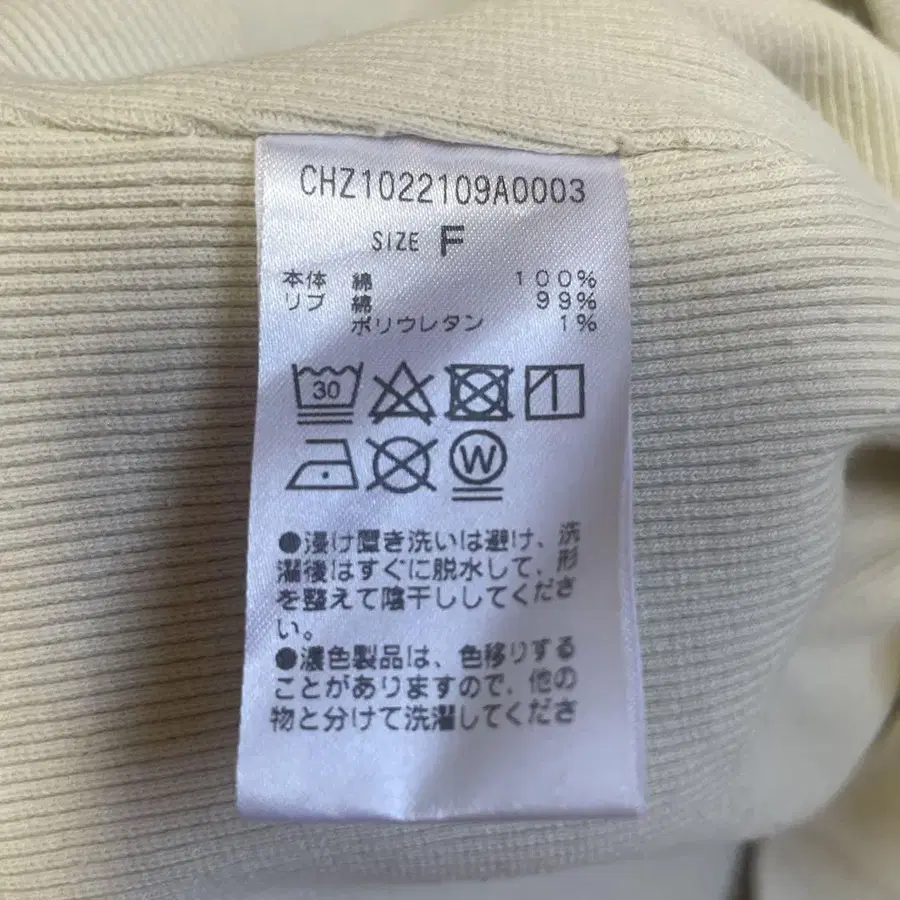 CHZ1022109A0003
SIZE F
本体 綿 100%
リブ 綿 99%
ポリウレタン 1%
30
W
●浸け置き洗いは避け、洗
濯後はすぐに脱水して、形
を整えて陰干ししてくださ
い。
●濃色製品は、色移りする
ことがありますので、他の
物と分けて洗濯してくださ